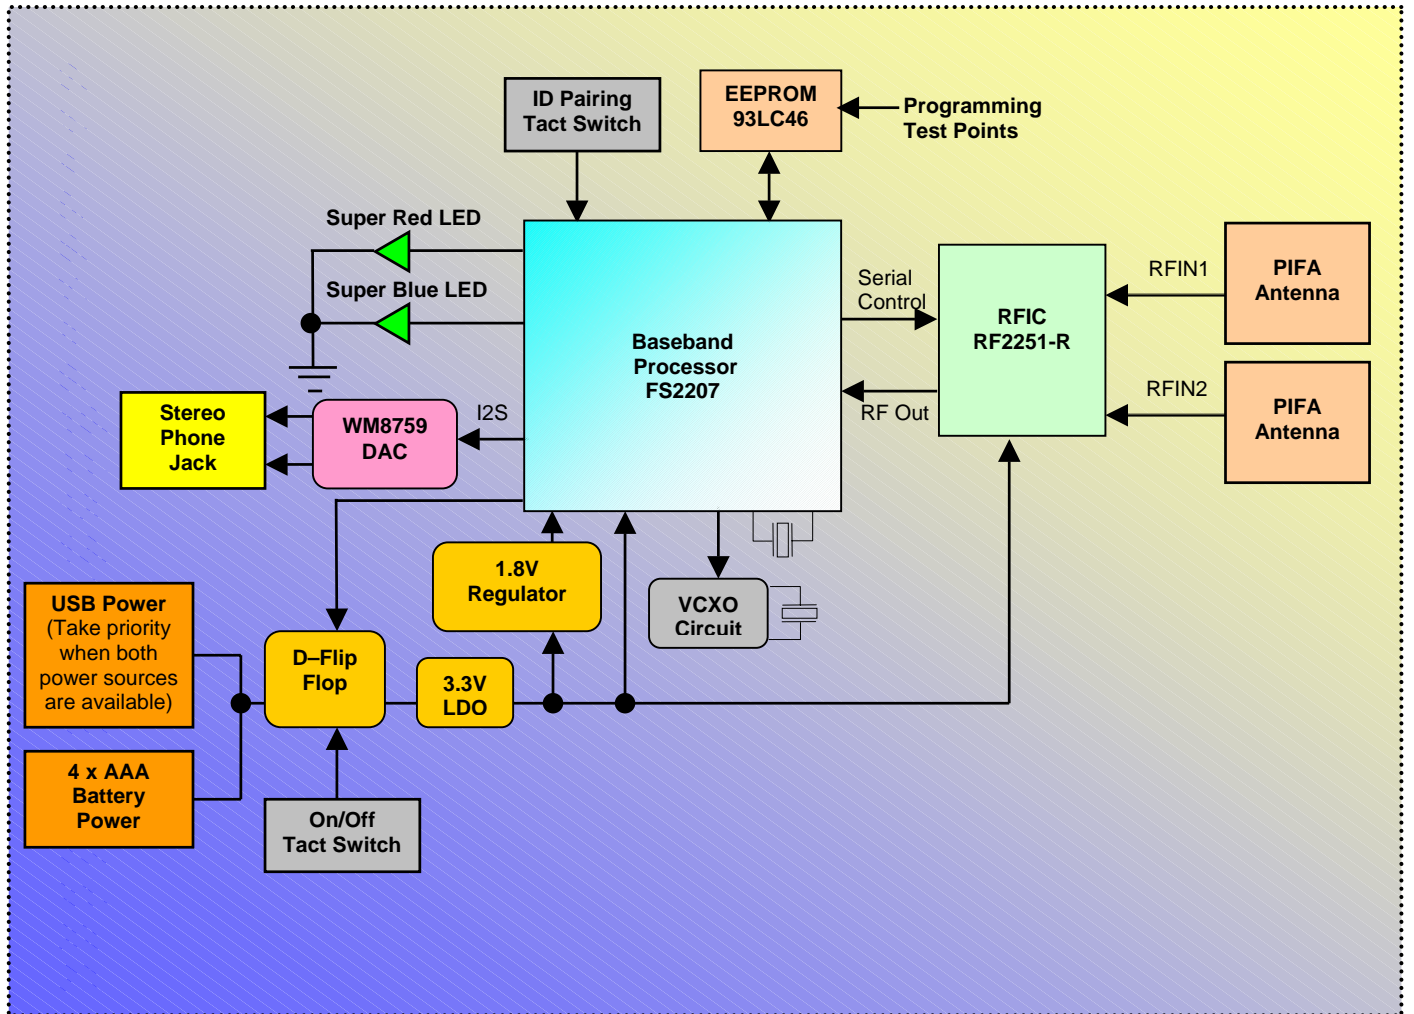 ID Pairing
Tact Switch
EEPROM
93LC46
Programming
Test Points
Super Red LED
Super Blue LED
Serial
Control
RFIN1
PIFA
Antenna
RFIC
RF2251-R
Baseband
Processor
FS2207
RFIN2
RF Out
PIFA
Antenna
Stereo
Phone
Jack
WM8759
DAC
I2S
1.8V
Regulator
VCXO
Circuit
USB Power
(Take priority
when both
power sources
are available)
D–Flip
Flop
3.3V
LDO
4 x AAA
Battery
Power
On/Off
Tact Switch